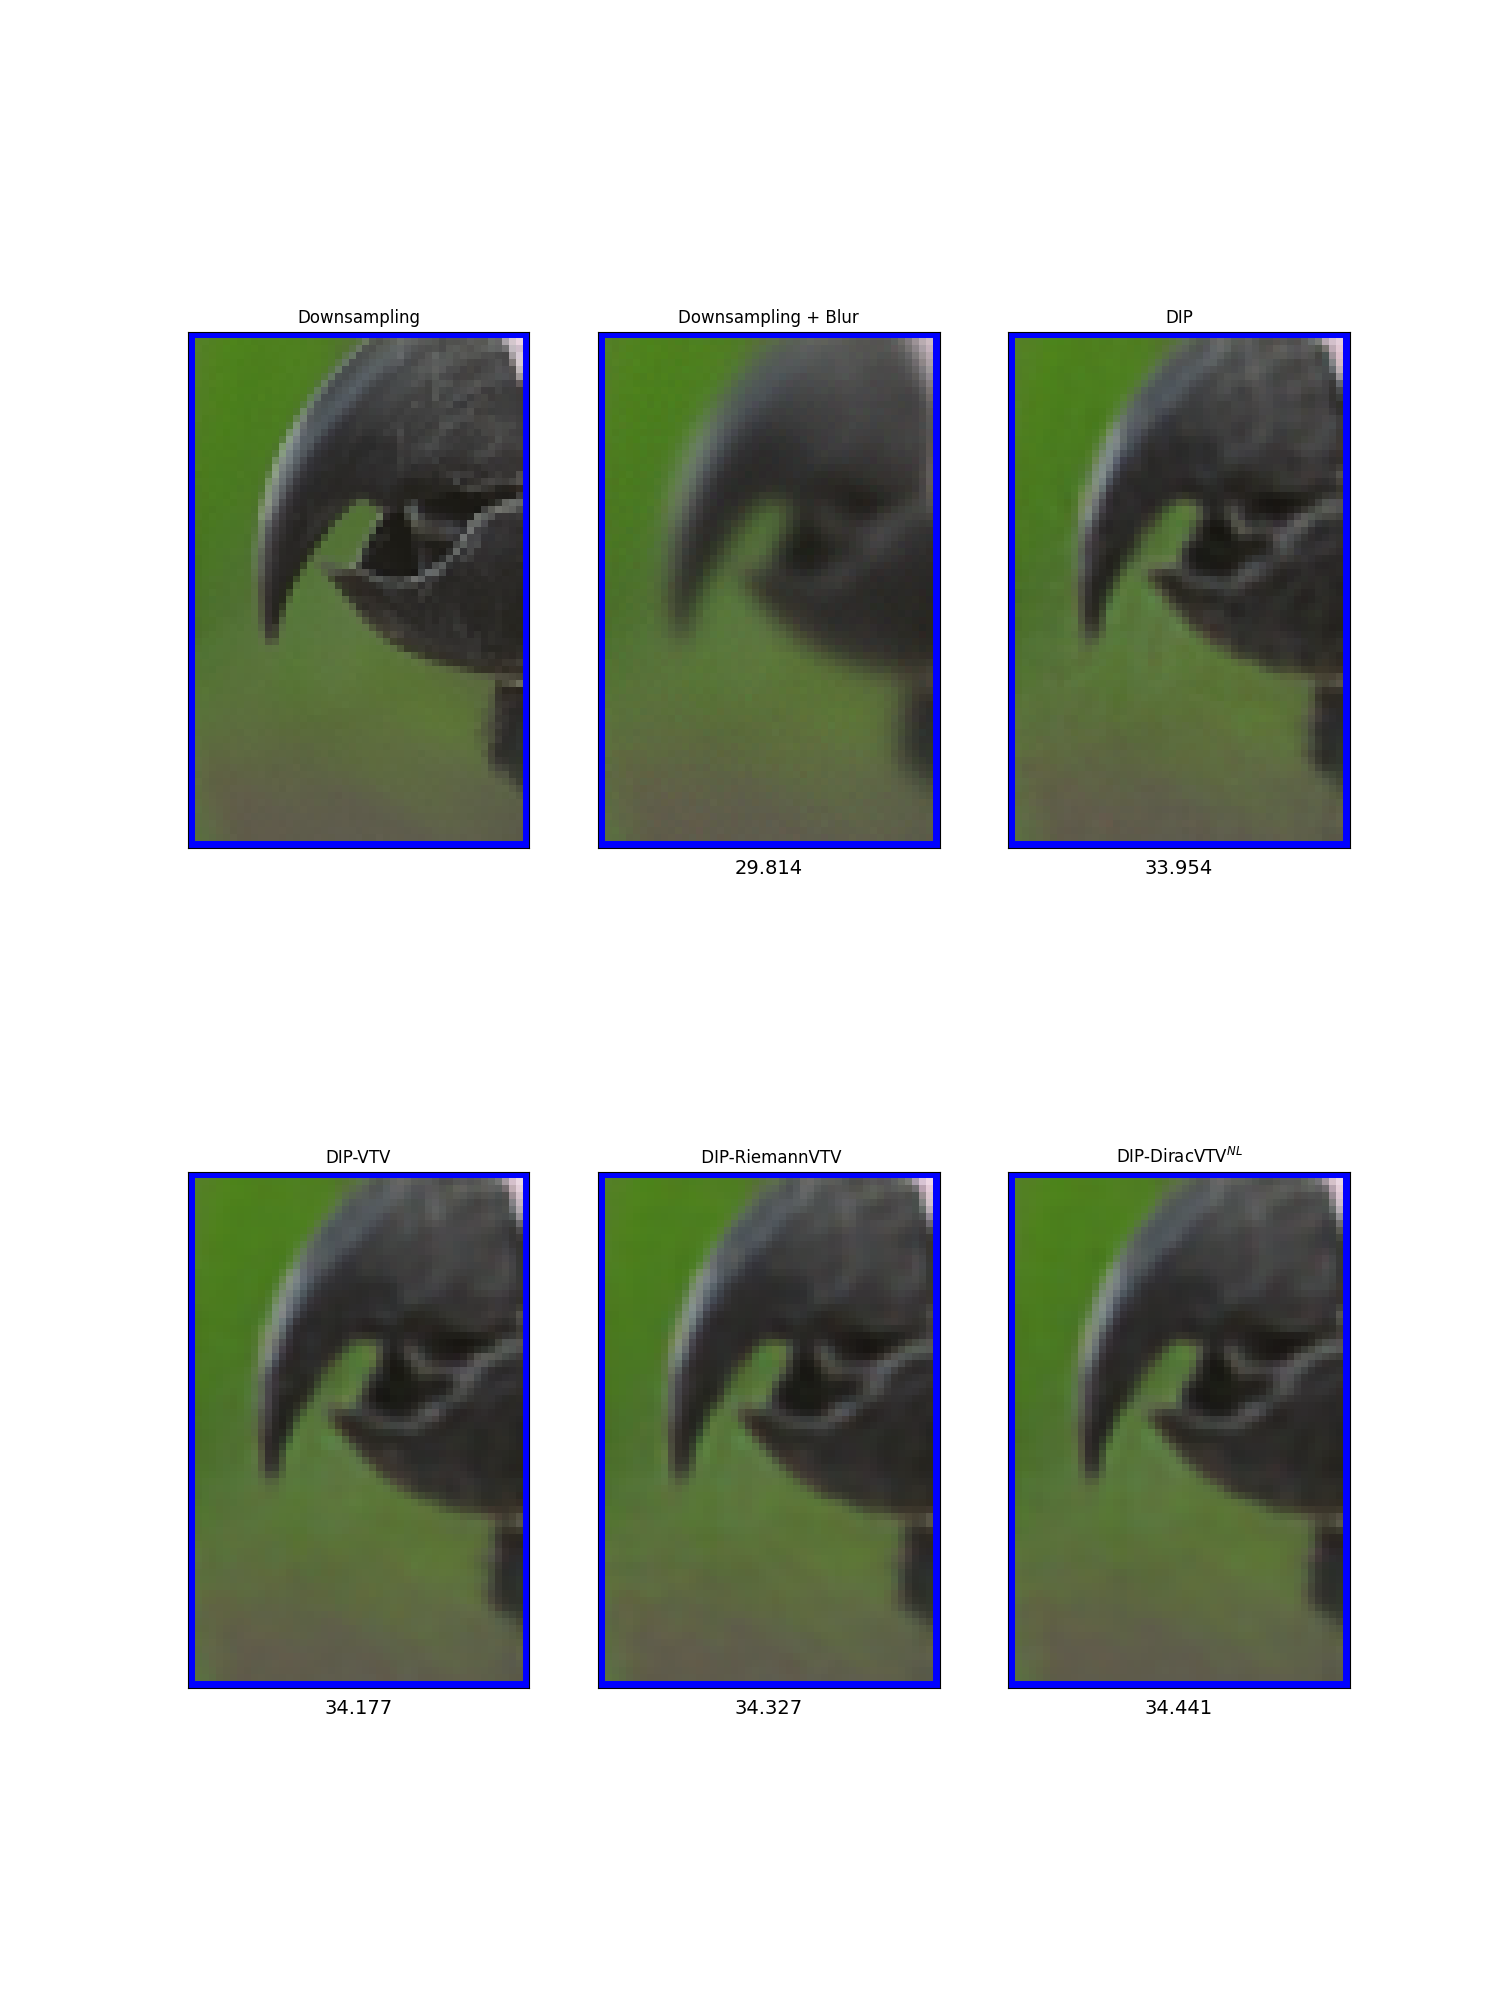 Downsampling
Downsampling + Blur
DIP
29.814
33.954
DIP-VTV
DIP-RiemannVTV
DIP-DiracVTV^{NL}
34.177
34.327
34.441